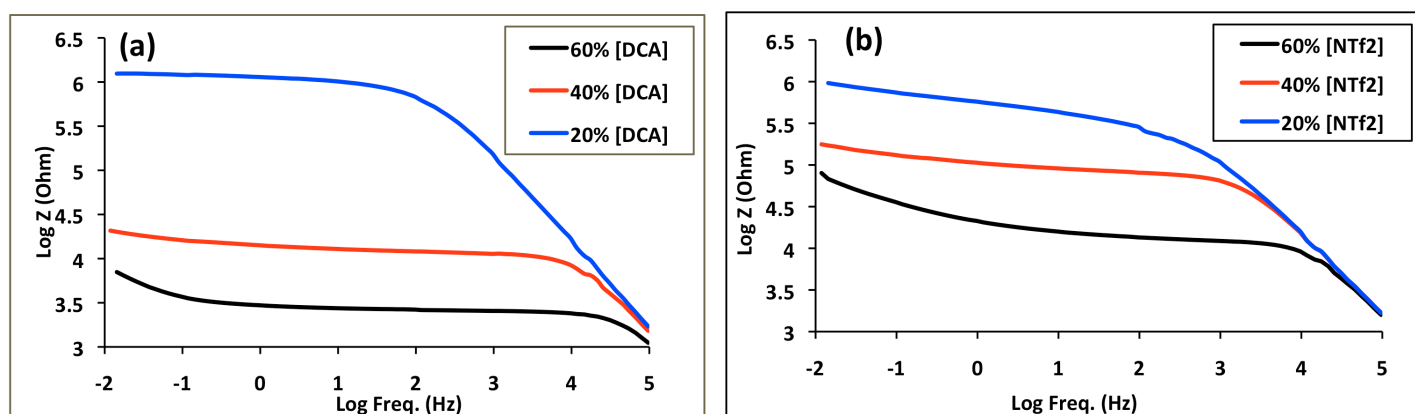 (a)
60% [DCA]
40% [DCA]
20% [DCA]
6.5
6
5.5
5
4.5
4
3.5
3
Log Z (Ohm)
-2 -1 0 1 2 3 4 5
Log Freq. (Hz)
(b)
60% [NTf2]
40% [NTf2]
20% [NTf2]
6.5
6
5.5
5
4.5
4
3.5
3
Log Z (Ohm)
-2 -1 0 1 2 3 4 5
Log Freq. (Hz)